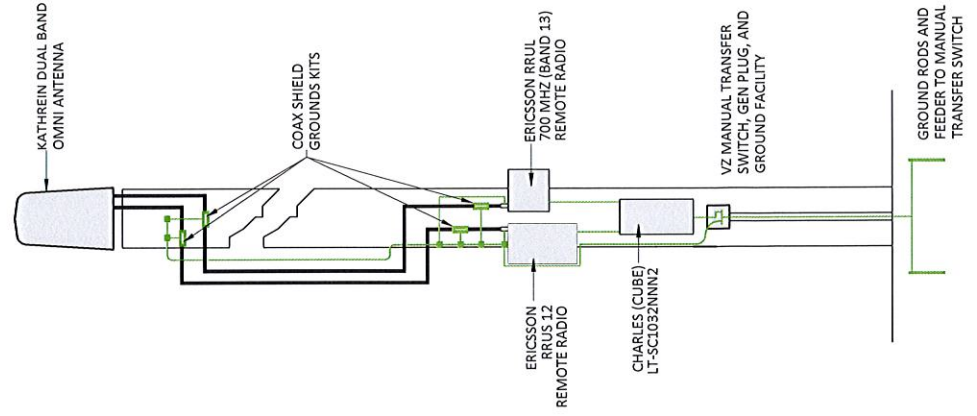 KATHREIN DUAL BAND
OMNI ANTENNA
COAX SHIELD
GROUNDS KITS
ERICSSON RRUL
700 MHZ (BAND 13)
REMOTE RADIO
ERICSSON
RRUS 12
REMOTE RADIO
CHARLES (CUBE)
LT-SC1032NNN2
VZ MANUAL TRANSFER
SWITCH, GEN PLUG, AND
GROUND FACILITY
GROUND RODS AND
FEEDER TO MANUAL
TRANSFER SWITCH